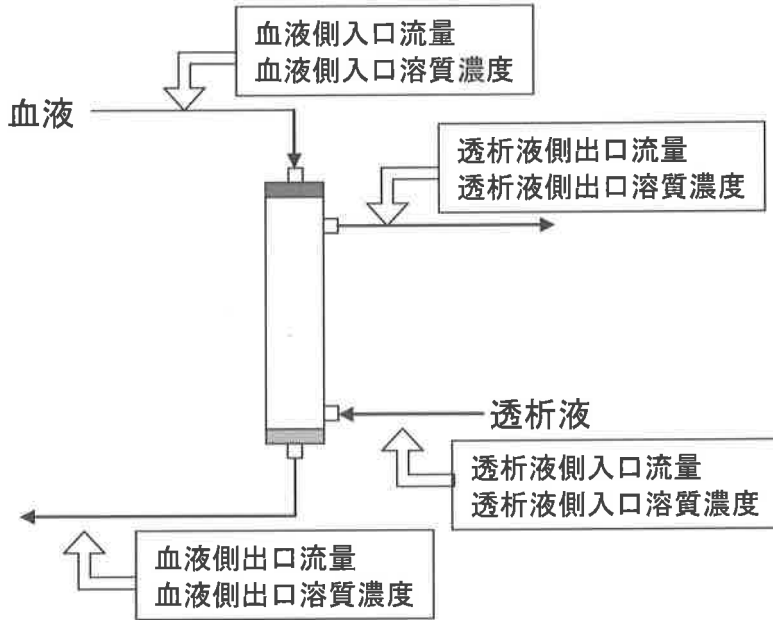 血液側入口流量
血液側入口溶質濃度
血液
透析液側出口流量
透析液側出口溶質濃度
透析液
透析液側入口流量
透析液側入口溶質濃度
血液側出口流量
血液側出口溶質濃度